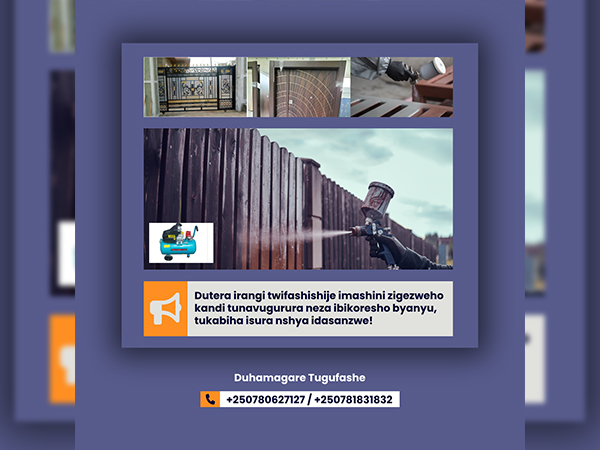 Dutera irangi twifashishije imashini zigezweho
kandi tunavugurura neza ibikoresho byanyu,
tukabiha isura nshya idasanzwe!
Duhamagare Tugufashe
+250780627127 / +250781831832